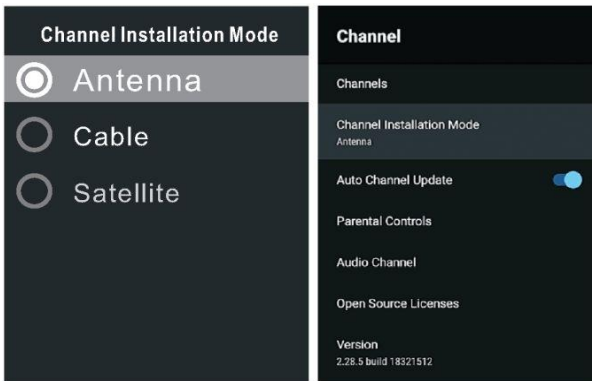 Channel Installation Mode
Antenna
Cable
Satellite
Channel
Channels
Channel Installation Mode
Antenna
Auto Channel Update
Parental Controls
Audio Channel
Open Source Licenses
Version
2.28.5 build 18321512